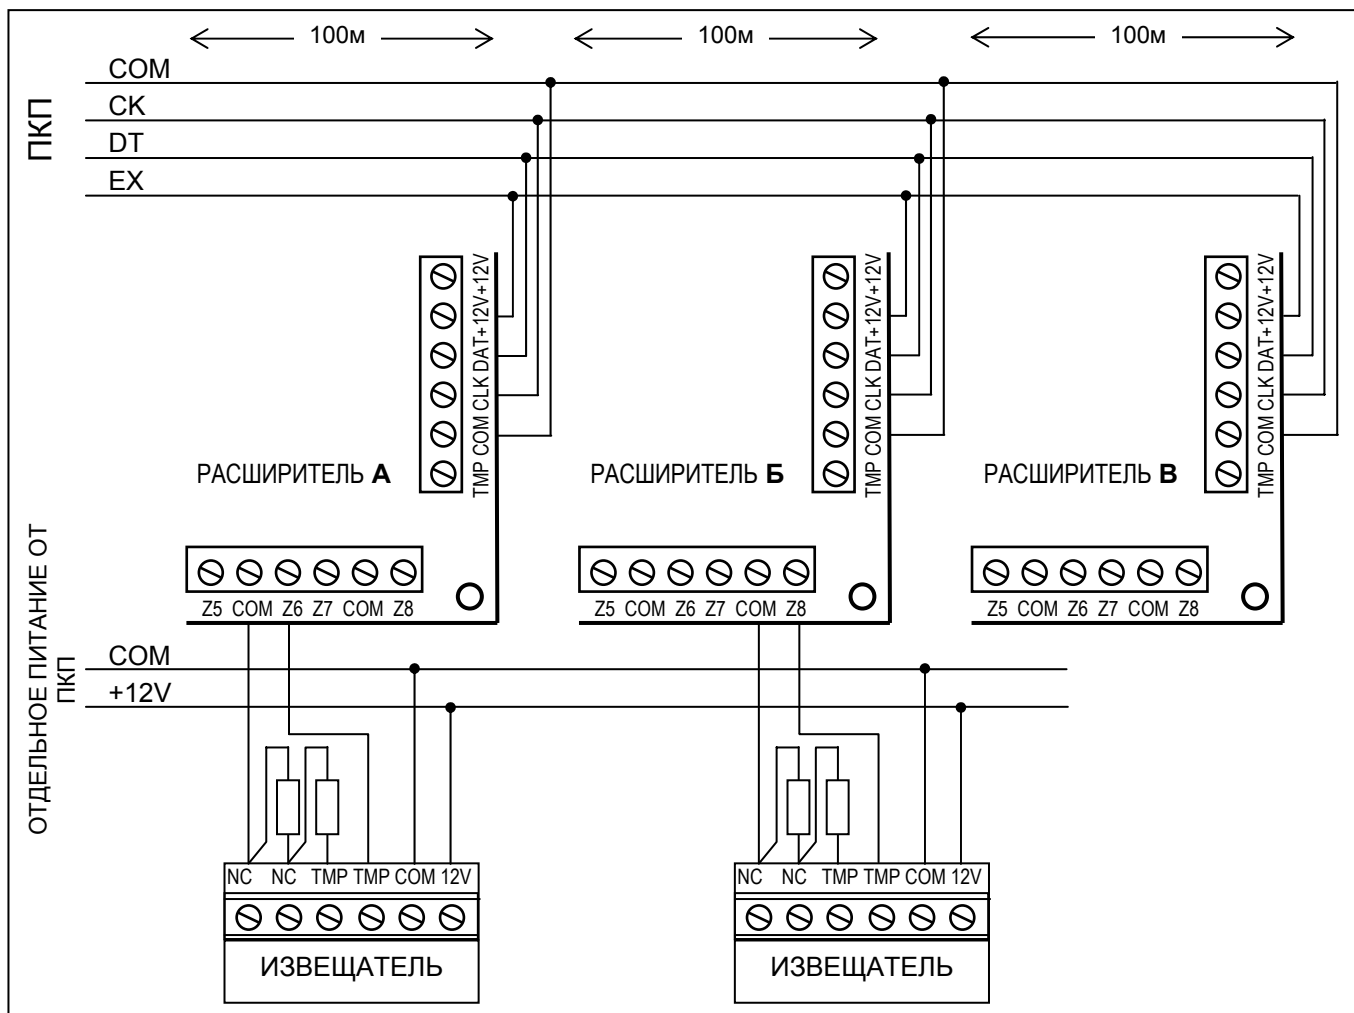 100м 100м 100м
COM
CK
DT
EX
ПКП
+12V +12V DAT CLK COM TMP
+12V +12V DAT CLK COM TMP
+12V +12V DAT CLK COM TMP
РАСШИРИТЕЛЬ А
РАСШИРИТЕЛЬ Б
РАСШИРИТЕЛЬ В
Z5 COM Z6 Z7 COM Z8
Z5 COM Z6 Z7 COM Z8
Z5 COM Z6 Z7 COM Z8
ОТДЕЛЬНОЕ ПИТАНИЕ ОТ
ПКП
COM
+12V
NC NC TMP TMP COM 12V
NC NC TMP TMP COM 12V
ИЗВЕЩАТЕЛЬ
ИЗВЕЩАТЕЛЬ